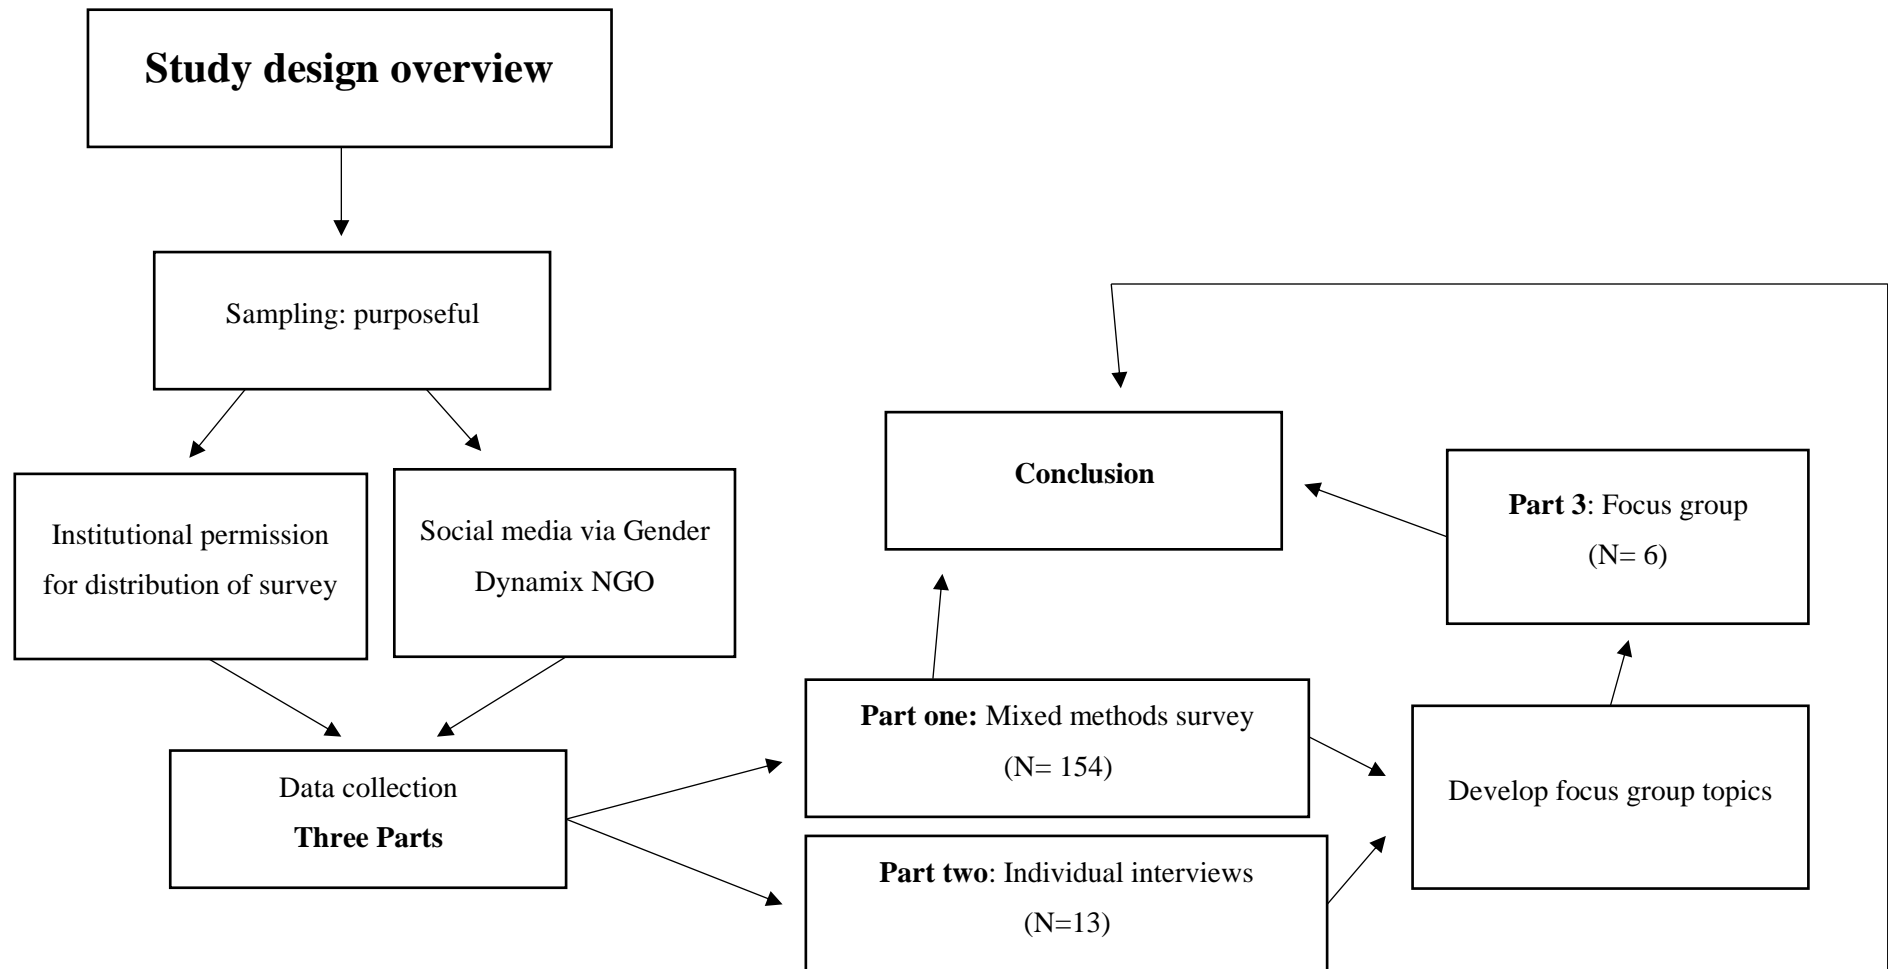 Study design overview
Sampling: purposeful
Institutional permission
for distribution of survey
Social media via Gender
Dynamix NGO
Data collection
Three Parts
Part one: Mixed methods survey
(N= 154)
Part two: Individual interviews
(N=13)
Develop focus group topics
Part 3: Focus group
(N= 6)
Conclusion